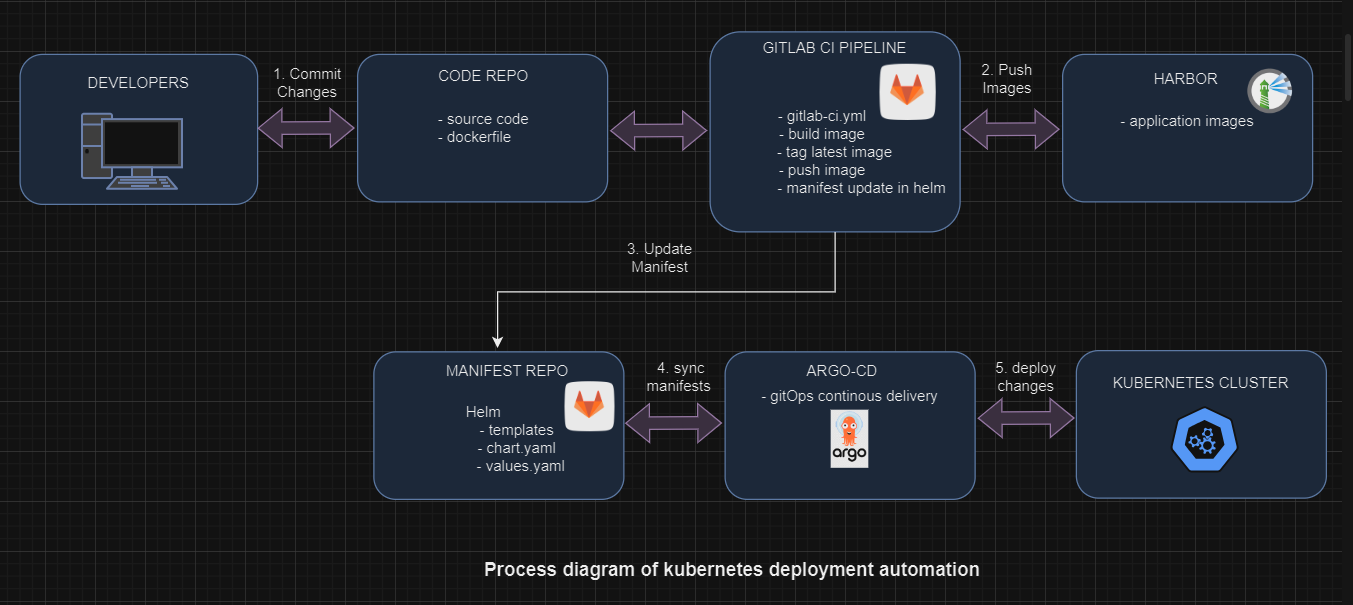 DEVELOPERS
1. Commit
Changes
CODE REPO
- source code
- dockerfile
GITLAB CI PIPELINE
- gitlab-ci.yml
- build image
- tag latest image
- push image
- manifest update in helm
2. Push
Images
HARBOR
- application images
3. Update
Manifest
MANIFEST REPO
Helm
- templates
- chart.yaml
- values.yaml
4. sync
manifests
ARGO-CD
- gitOps continous delivery
argo
5. deploy
changes
KUBERNETES CLUSTER
Process diagram of kubernetes deployment automation